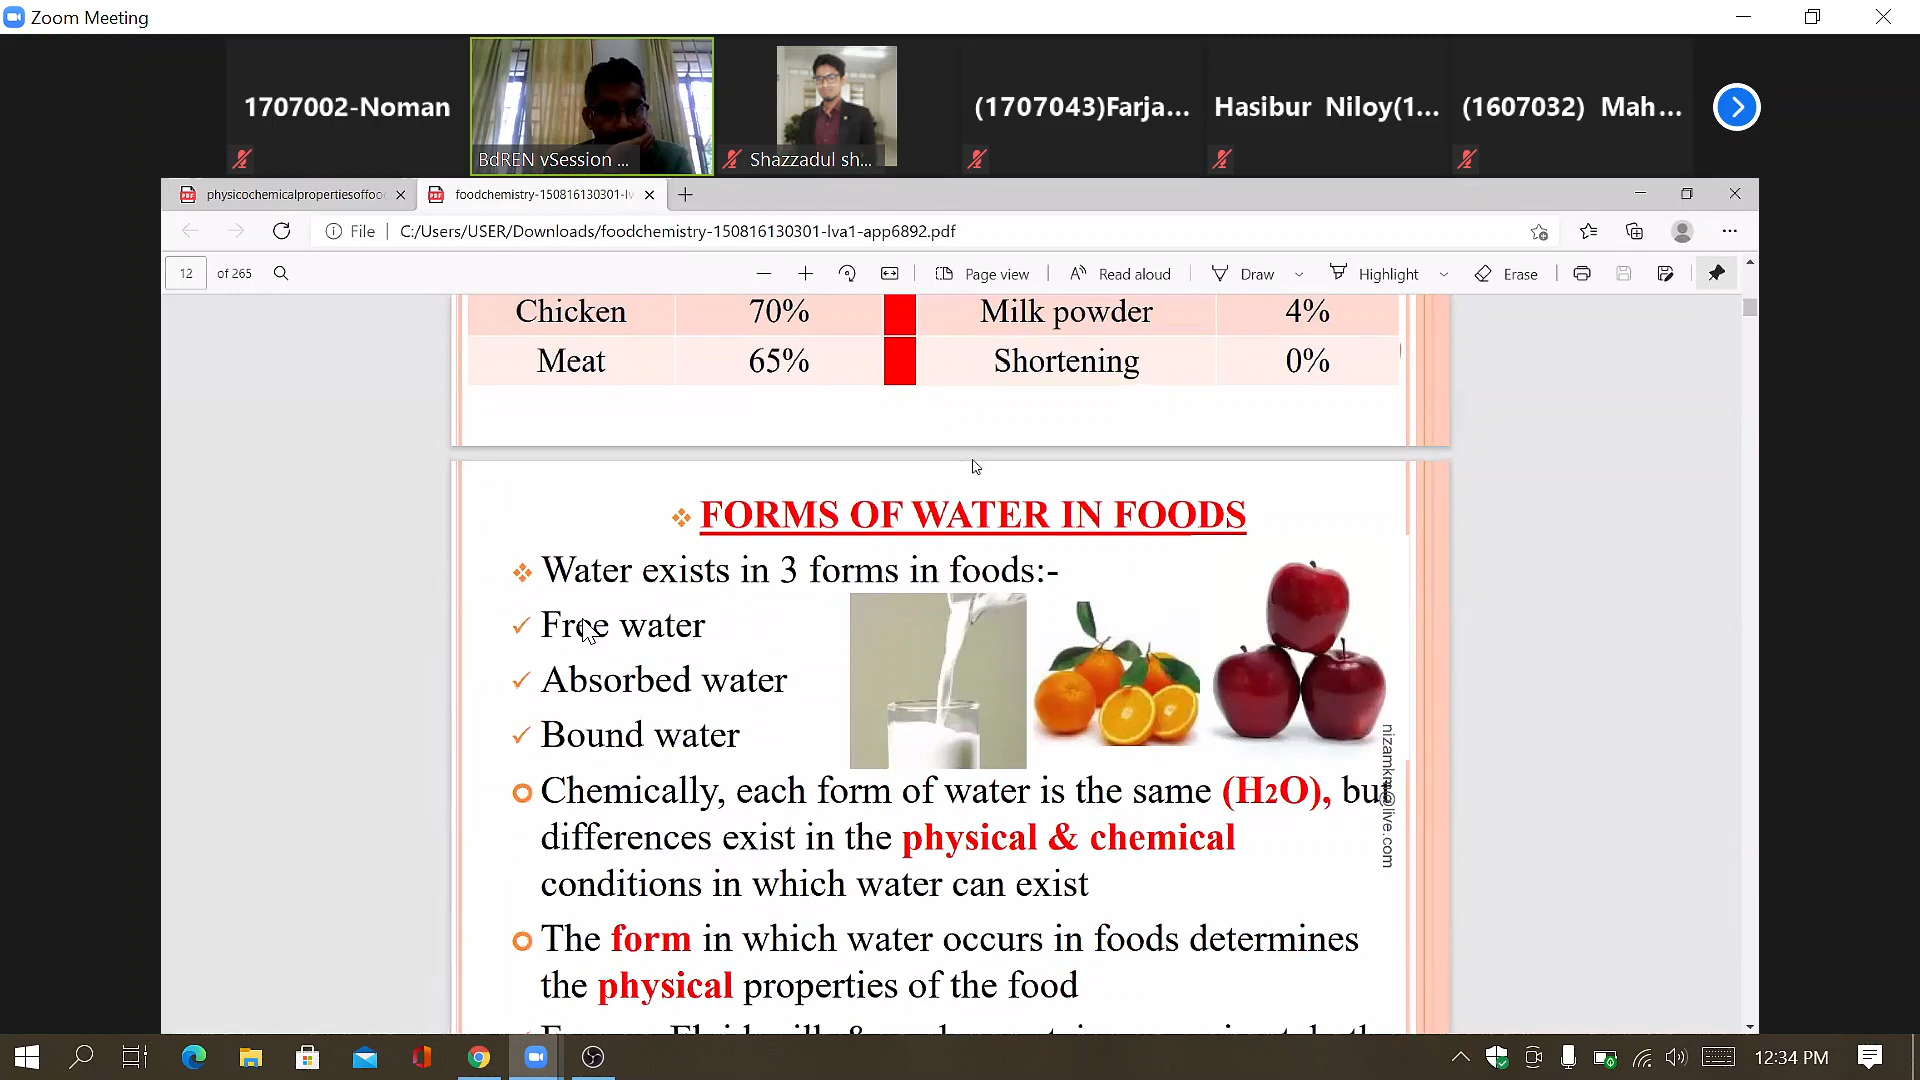 Zoom Meeting
1707002-Noman
BdREN vSession ...
Shazzadul sh...
(1707043)Farja...
Hasibur Niloy(1...
(1607032) Mah...
physicochemicalpropertiesoffoo
foodchemistry-150816130301-lv
File
C:/Users/USER/Downloads/foodchemistry-150816130301-lva1-app6892.pdf
12 of 265
Page view
Read aloud
Draw
Highlight
Erase
Chicken 70% Milk powder 4%
Meat 65% Shortening 0%
FORMS OF WATER IN FOODS
Water exists in 3 forms in foods:-
Free water
Absorbed water
Bound water
Chemically, each form of water is the same (H2O), but
differences exist in the physical & chemical
conditions in which water can exist
The form in which water occurs in foods determines
the physical properties of the food
nizamkmr@live.com
12:34 PM